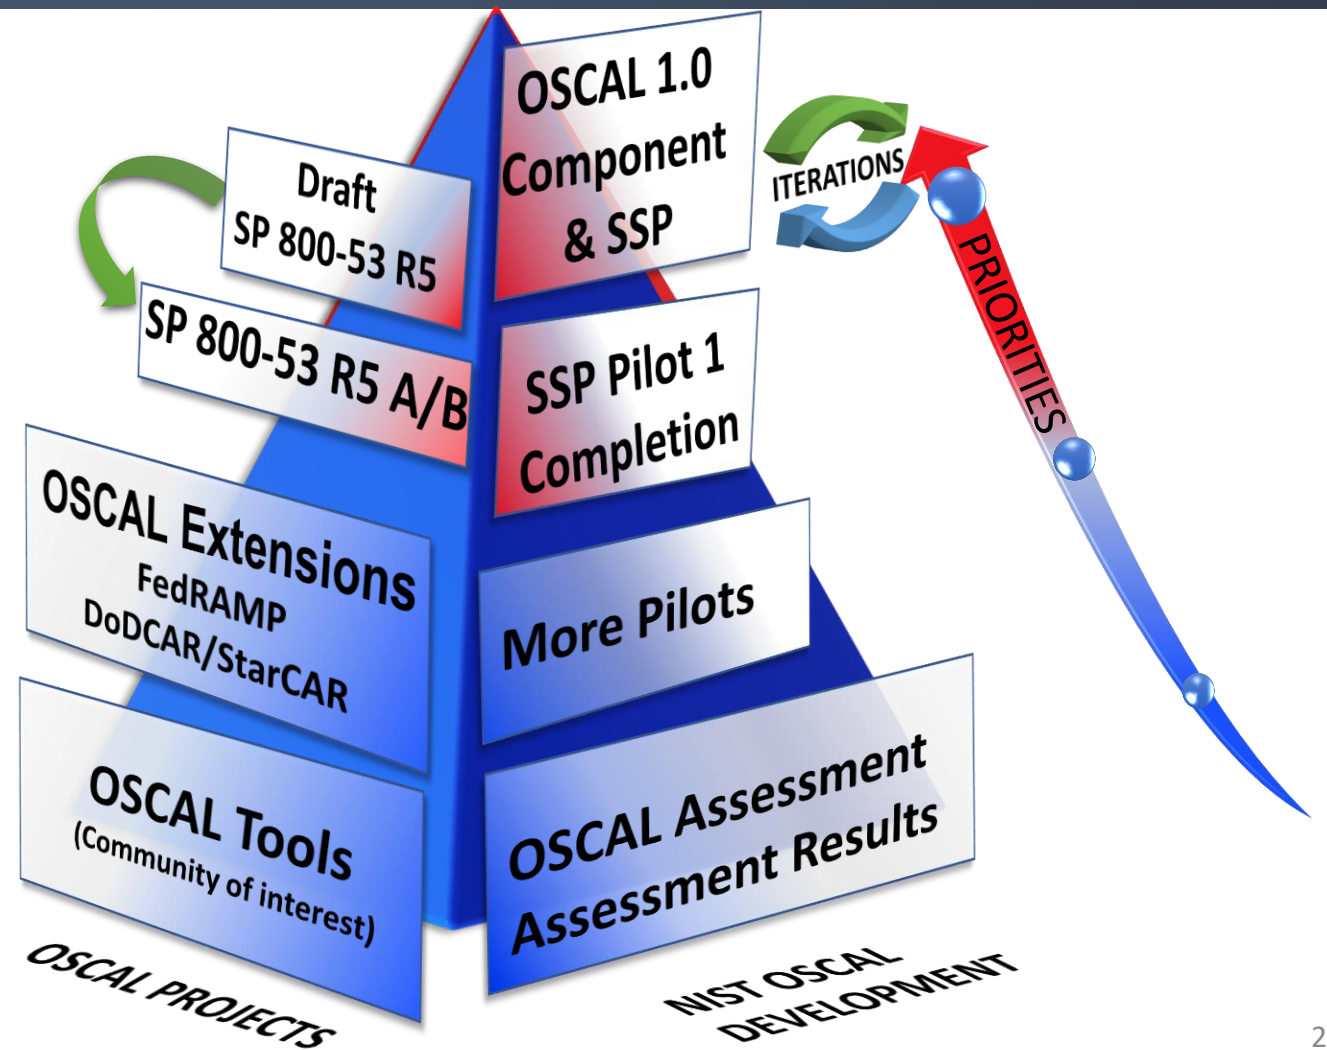 OSCAL 1.0
Component
& SSP
ITERATIONS
PRIORITIES
Draft
SP 800-53 R5
SP 800-53 R5 A/B
SSP Pilot 1
Completion
OSCAL Extensions
FedRAMP
DoDCAR/StarCAR
More Pilots
OSCAL Tools
(Community of interest)
OSCAL Assessment
Assessment Results
OSCAL PROJECTS
NIST OSCAL
DEVELOPMENT
2